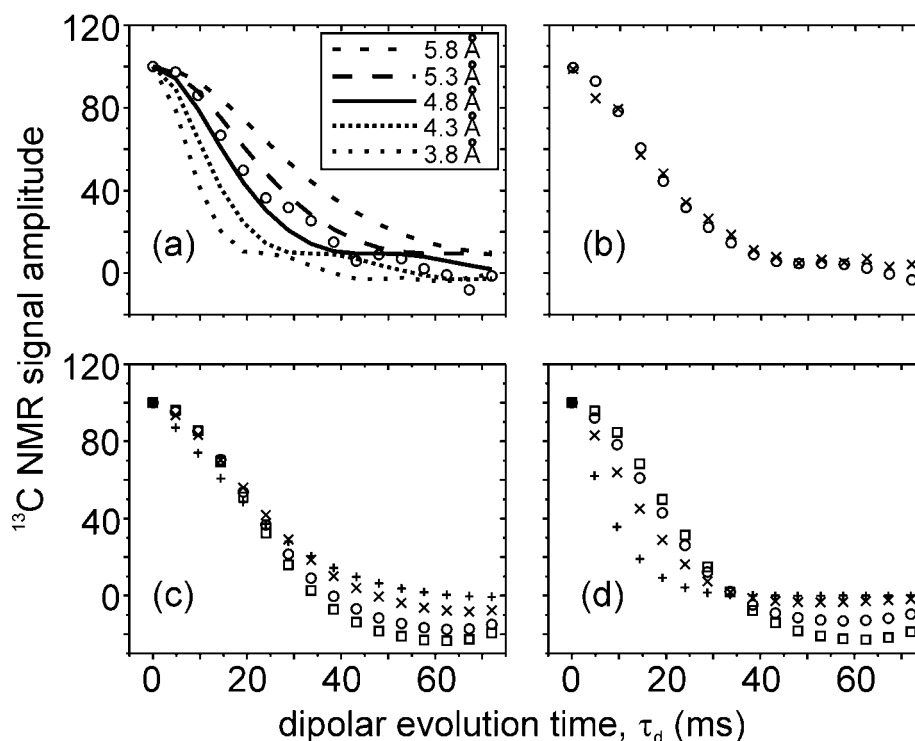 120
80
40
0
(a)
5.8 Å
5.3 Å
4.8 Å
4.3 Å
3.8 Å
(b)
120
80
40
0
(c)
(d)
0 20 40 60
0 20 40 60
¹³C NMR signal amplitude
dipolar evolution time, τd (ms)